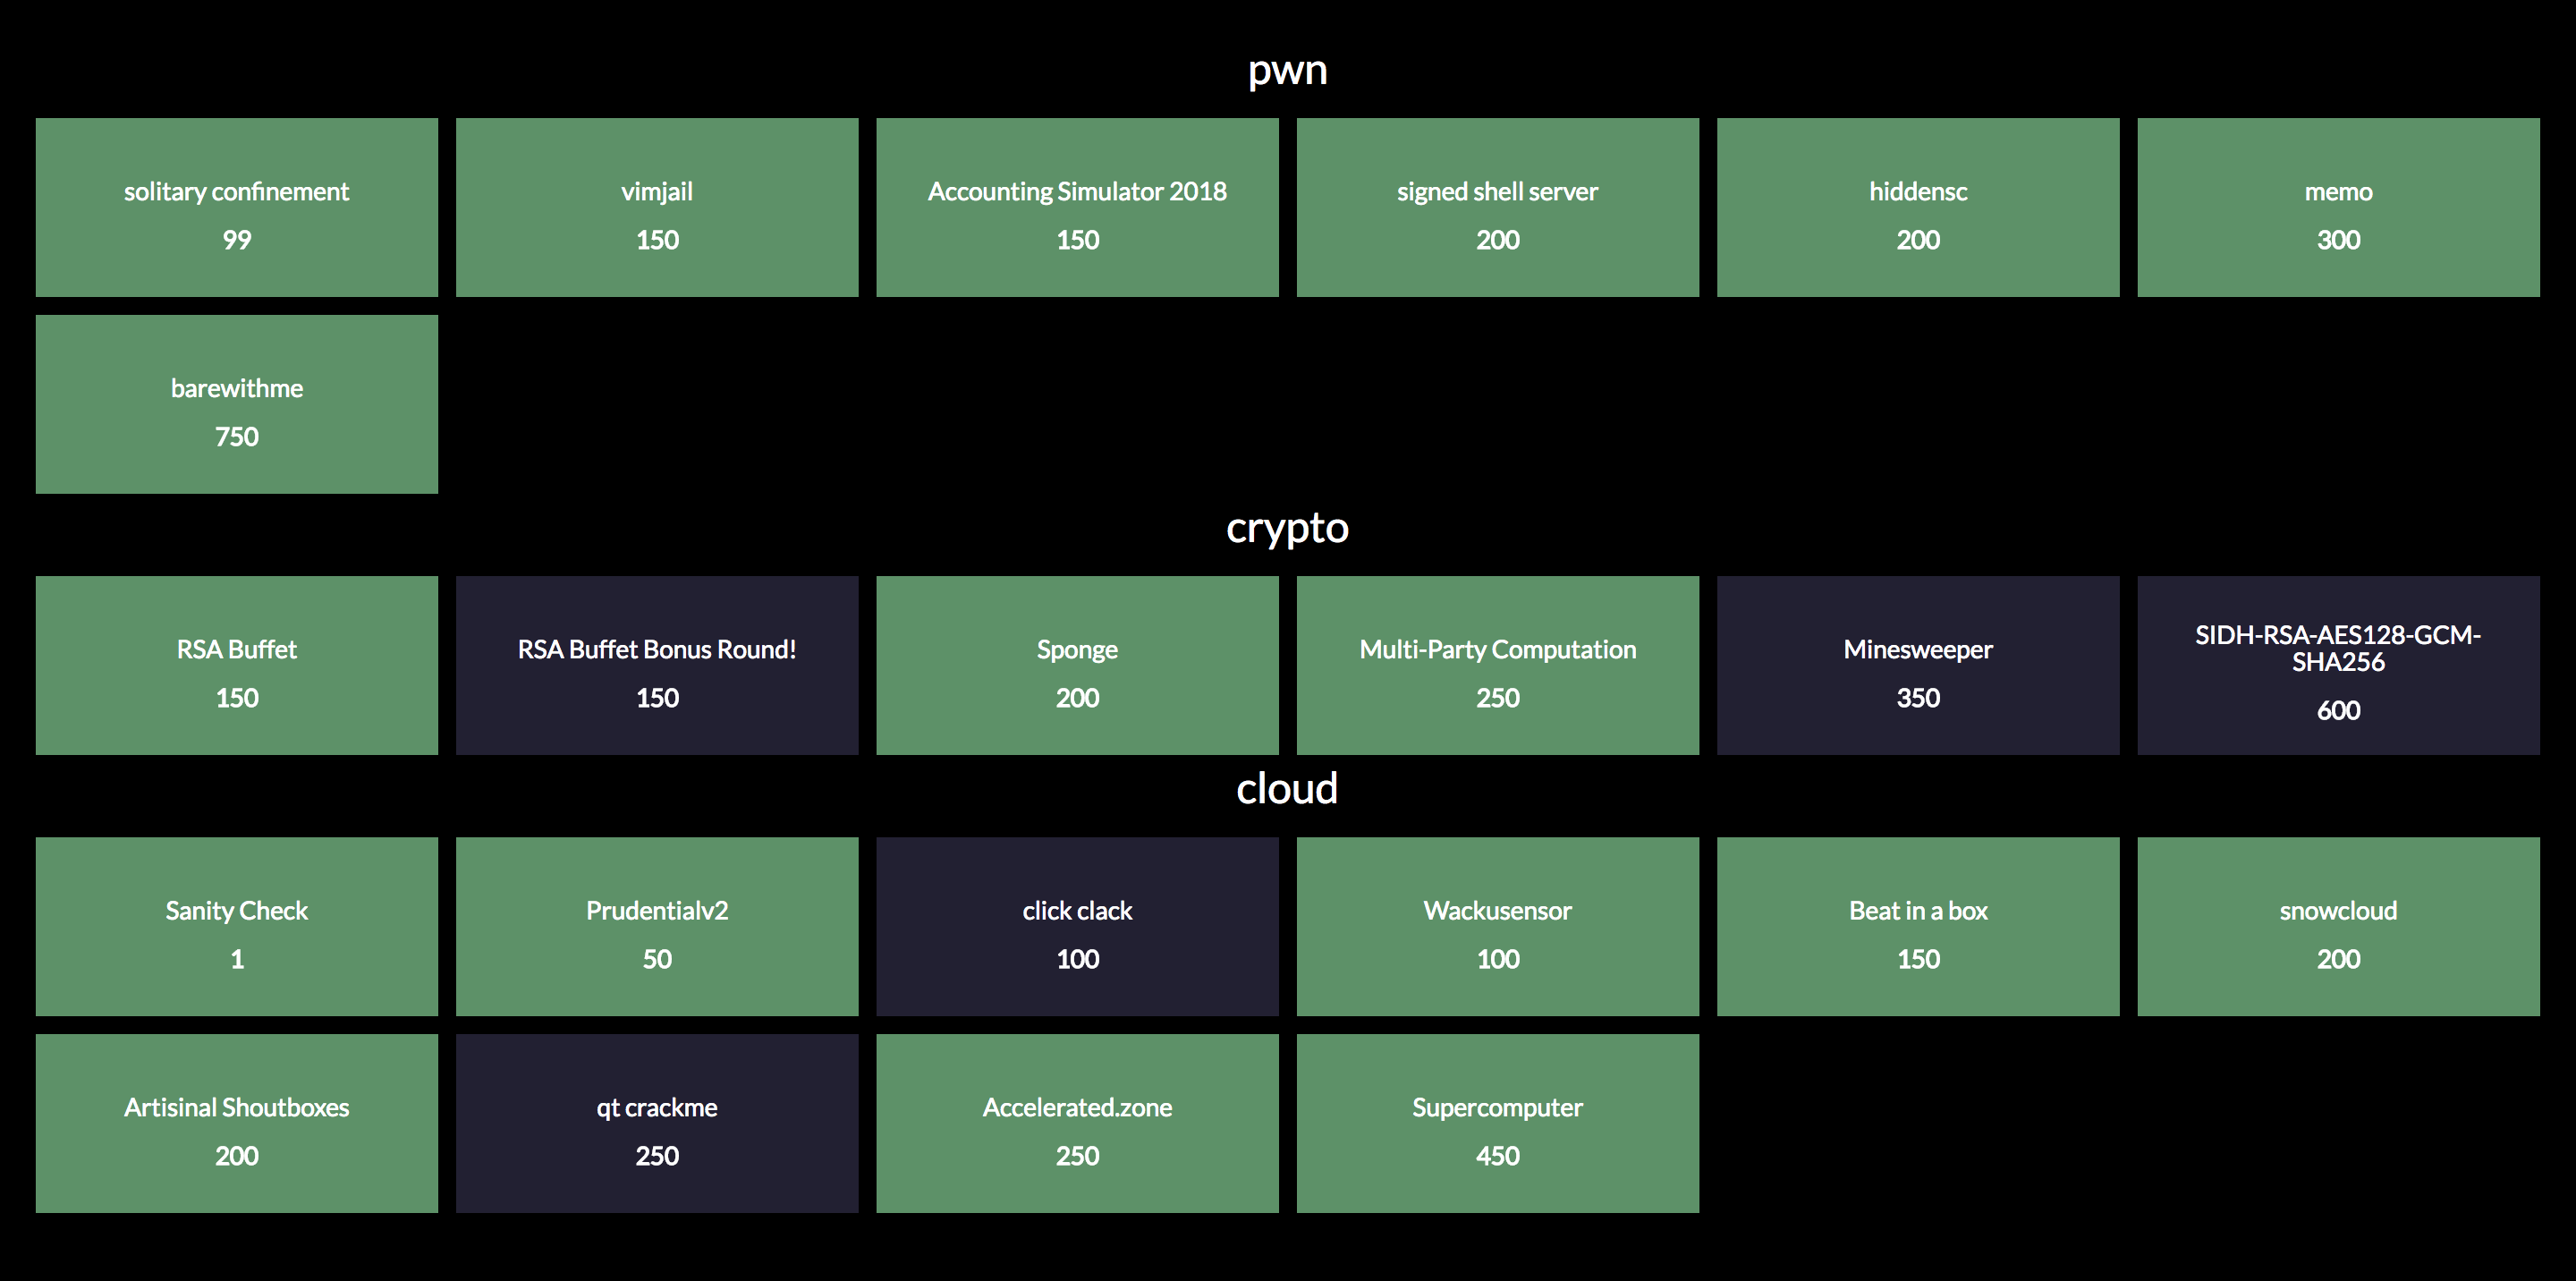 pwn
solitary confinement
99
vimjail
150
Accounting Simulator 2018
150
signed shell server
200
hiddensc
200
memo
300
barewithme
750
crypto
RSA Buffet
150
RSA Buffet Bonus Round!
150
Sponge
200
Multi-Party Computation
250
Minesweeper
350
SIDH-RSA-AES128-GCM-
SHA256
600
cloud
Sanity Check
1
Prudentialv2
50
click clack
100
Wackusensor
100
Beat in a box
150
snowcloud
200
Artisinal Shoutboxes
200
qt crackme
250
Accelerated.zone
250
Supercomputer
450